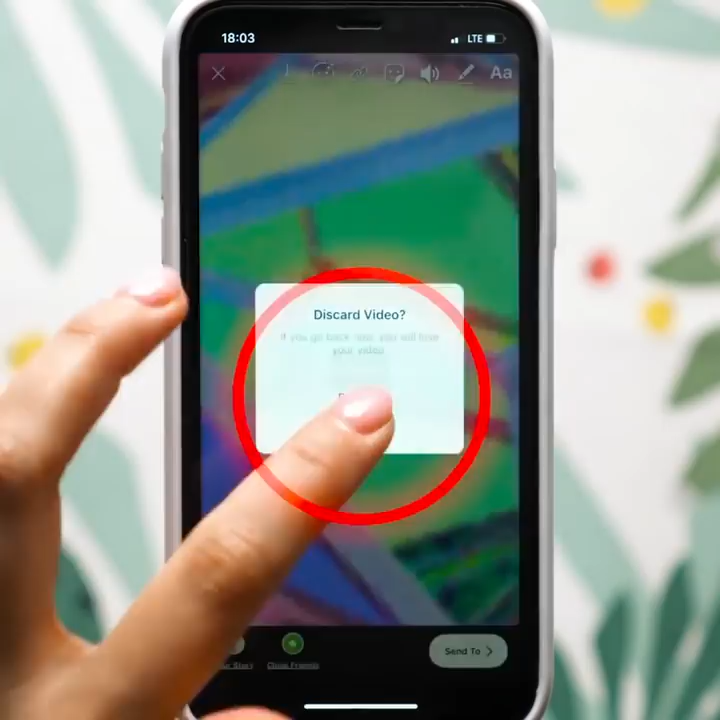 18:03
LTE
Aa
Discard Video?
If you go back now, you will lose
your video.
Close Friends
Send To